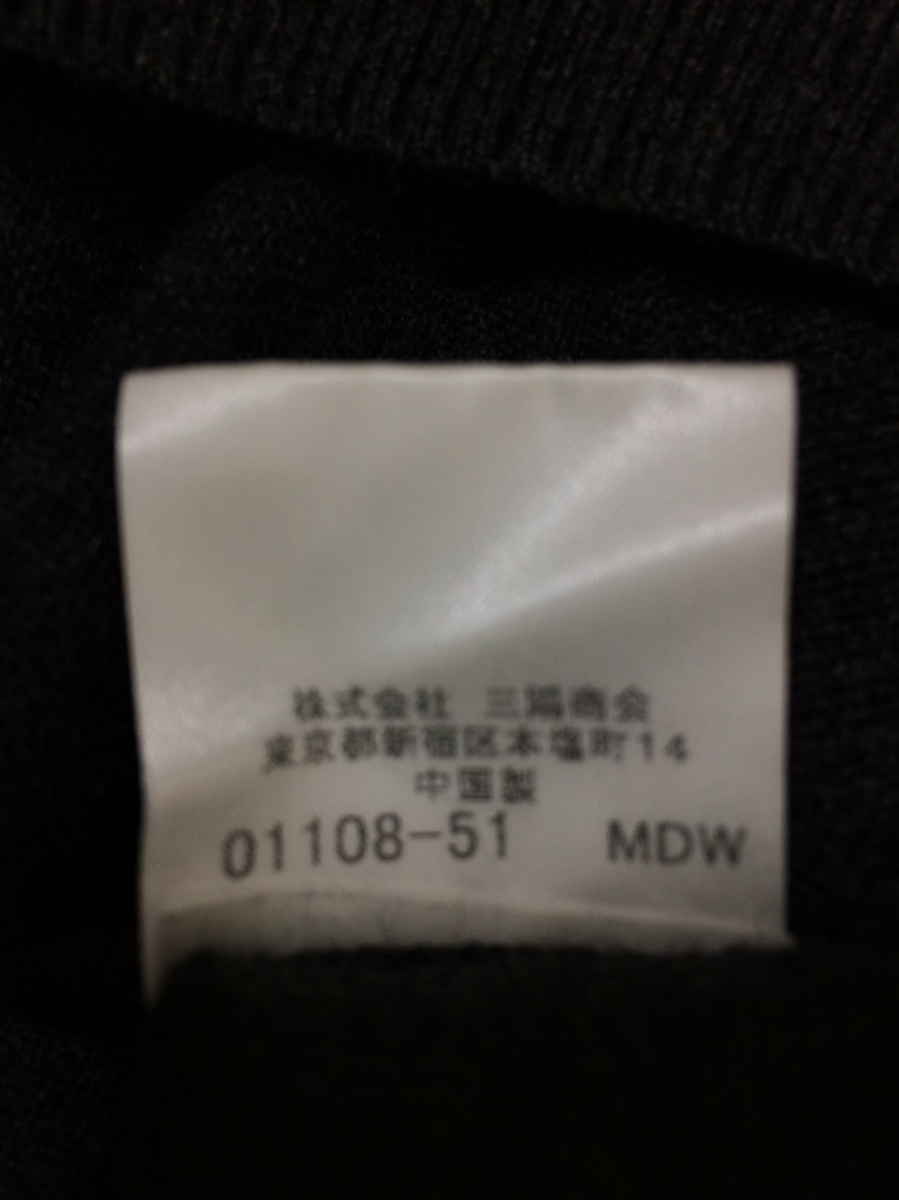 株式会社 三陽商会
東京都新宿区本塩町14
中国製
01108-51 MDW